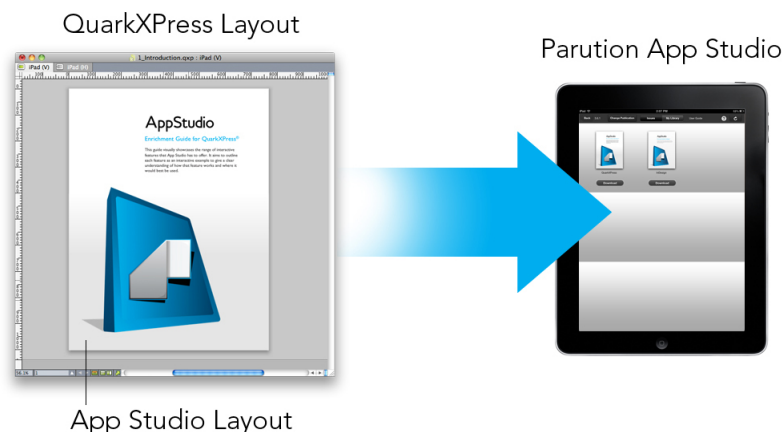 QuarkXPress Layout
Parution App Studio
1_Introduction.qxp : iPad (V)
iPad (V)
iPad (H)
AppStudio
Enrichment Guide for QuarkXPress®
This guide visually showcases the range of interactive
features that App Studio has to offer. It aims to outline
each feature as an interactive example to give a clear
understanding of how that feature works and where it
would best be used.
Download
Download
App Studio Layout